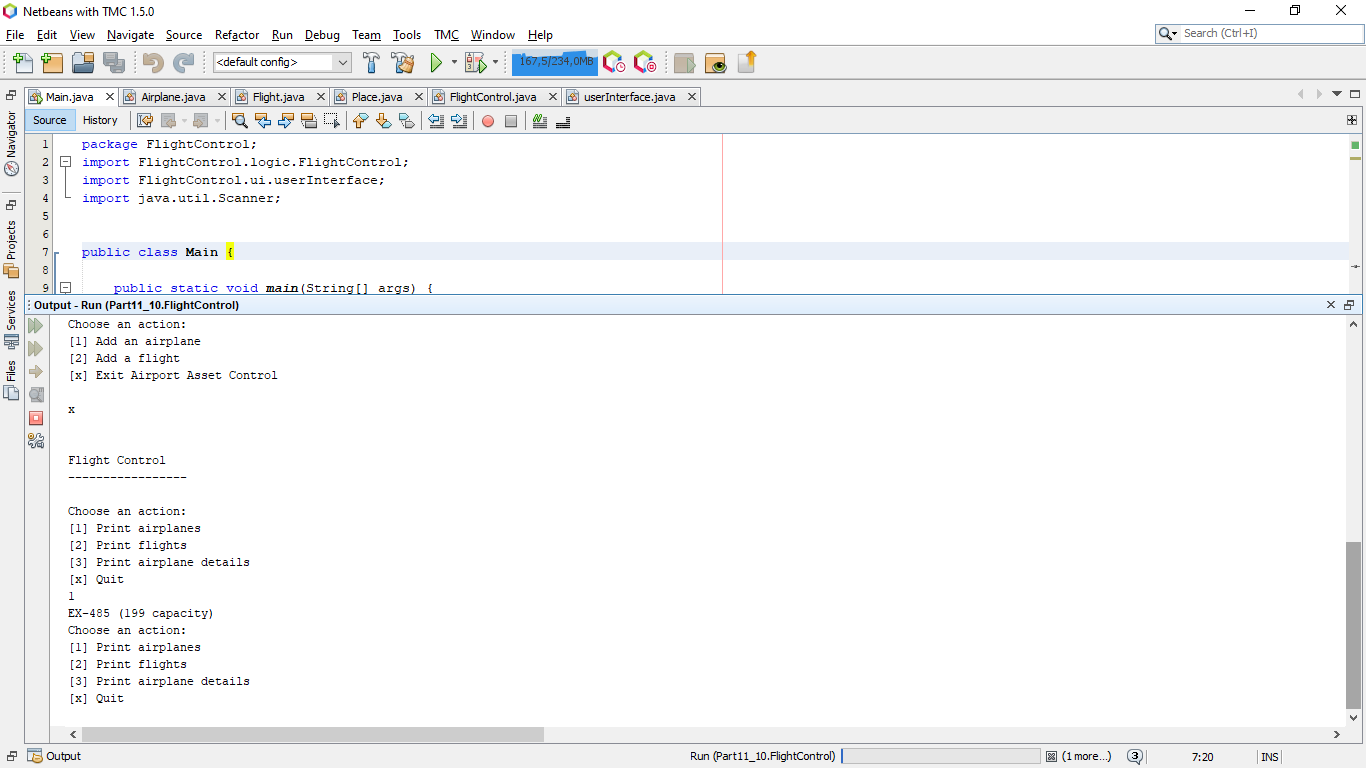 Netbeans with TMC 1.5.0
File Edit View Navigate Source Refactor Run Debug Team Tools TMC Window Help
Search (Ctrl+I)
<default config>
167,5/234,0MB
Main.java Airplane.java Flight.java Place.java FlightControl.java userInterface.java
Source History
Navigator
Projects
Services
Files
1 package FlightControl;
2 import FlightControl.logic.FlightControl;
3 import FlightControl.ui.userInterface;
4 import java.util.Scanner;
5
6
7 public class Main {
8
9 public static void main(String[] args) {
Output - Run (Part11_10.FlightControl)
Choose an action:
[1] Add an airplane
[2] Add a flight
[x] Exit Airport Asset Control
x
Flight Control
-----------------
Choose an action:
[1] Print airplanes
[2] Print flights
[3] Print airplane details
[x] Quit
1
EX-485 (199 capacity)
Choose an action:
[1] Print airplanes
[2] Print flights
[3] Print airplane details
[x] Quit
Output
Run (Part11_10.FlightControl) (1 more...) 3 7:20 INS